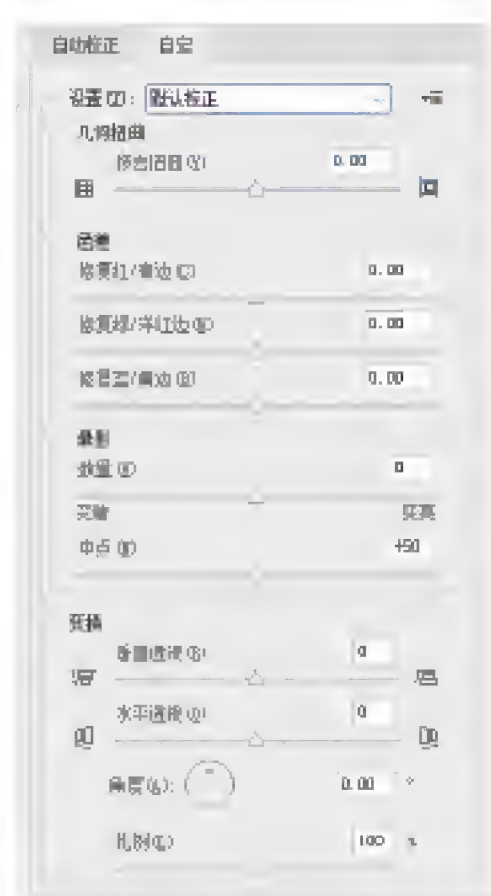 自动校正 自定
设置(I): 默认校正
几何扭曲
移去扭曲(V) 0.00
色差
修复红/青边(C) 0.00
修复绿/洋红边(N) 0.00
修复蓝/黄边(B) 0.00
晕影
数量(A) 0
变暗 变亮
中点(M) +50
变换
垂直透视(R) 0
水平透视(O) 0
角度(A): 0.00 °
比例(L) 100 %